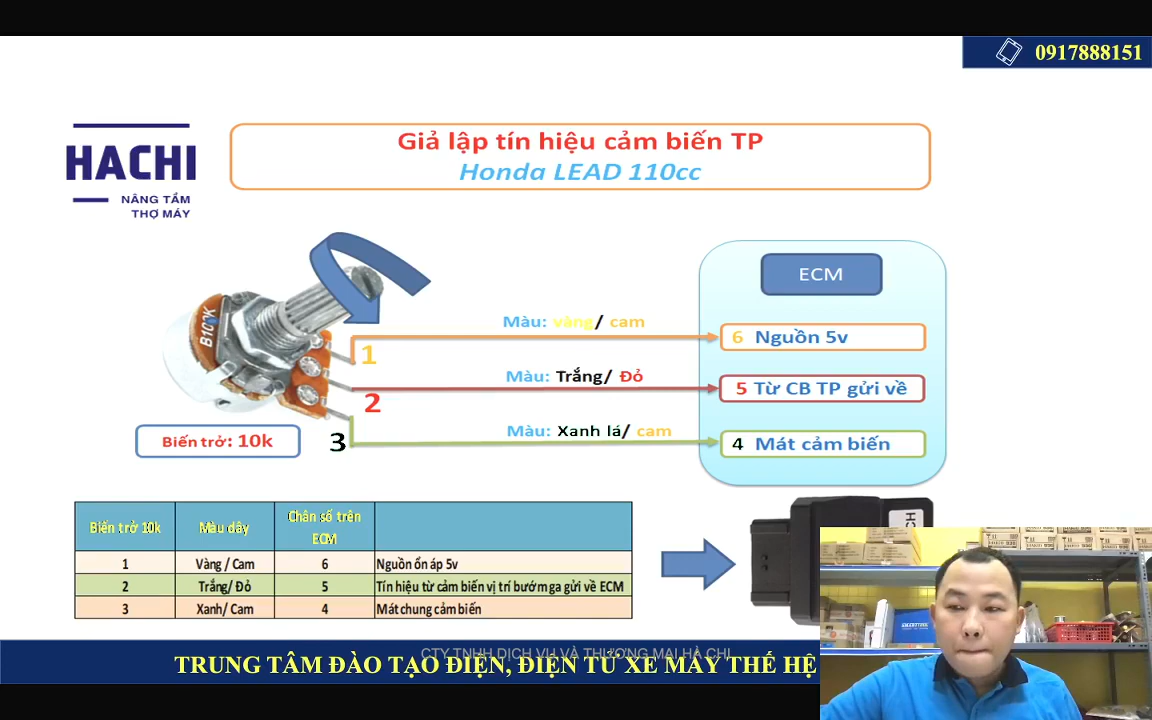 0917888151
HACHI
NÂNG TẦM
THỢ MÁY
Giả lập tín hiệu cảm biến TP
Honda LEAD 110cc
ECM
B100K
Màu: vàng/ cam
1
6 Nguồn 5v
Màu: Trắng/ Đỏ
2
5 Từ CB TP gửi về
Màu: Xanh lá/ cam
3
4 Mát cảm biến
Biến trở: 10k
Biến trở 10k Màu dây Chân số trên ECM
1 Vàng / Cam 6 Nguồn ổn áp 5v
2 Trắng/ Đỏ 5 Tín hiệu từ cảm biến vị trí bướm ga gửi về ECM
3 Xanh/ Cam 4 Mát chung cảm biến
CTY TNHH DỊCH VỤ VÀ THƯƠNG MẠI HÀ CHI
TRUNG TÂM ĐÀO TẠO ĐIỆN, ĐIỆN TỬ XE MÁY THẾ HỆ